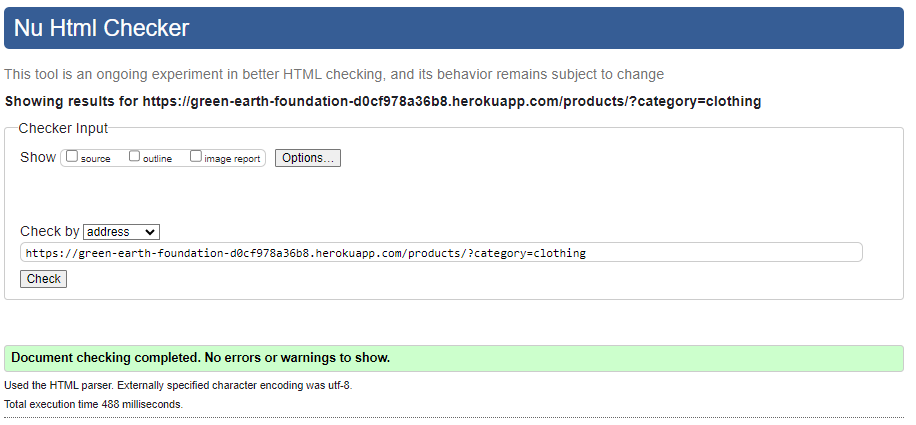 Nu Html Checker
This tool is an ongoing experiment in better HTML checking, and its behavior remains subject to change
Showing results for https://green-earth-foundation-d0cf978a36b8.herokuapp.com/products/?category=clothing
Checker Input
Show source outline image report Options...
Check by address
https://green-earth-foundation-d0cf978a36b8.herokuapp.com/products/?category=clothing
Check
Document checking completed. No errors or warnings to show.
Used the HTML parser. Externally specified character encoding was utf-8.
Total execution time 488 milliseconds.